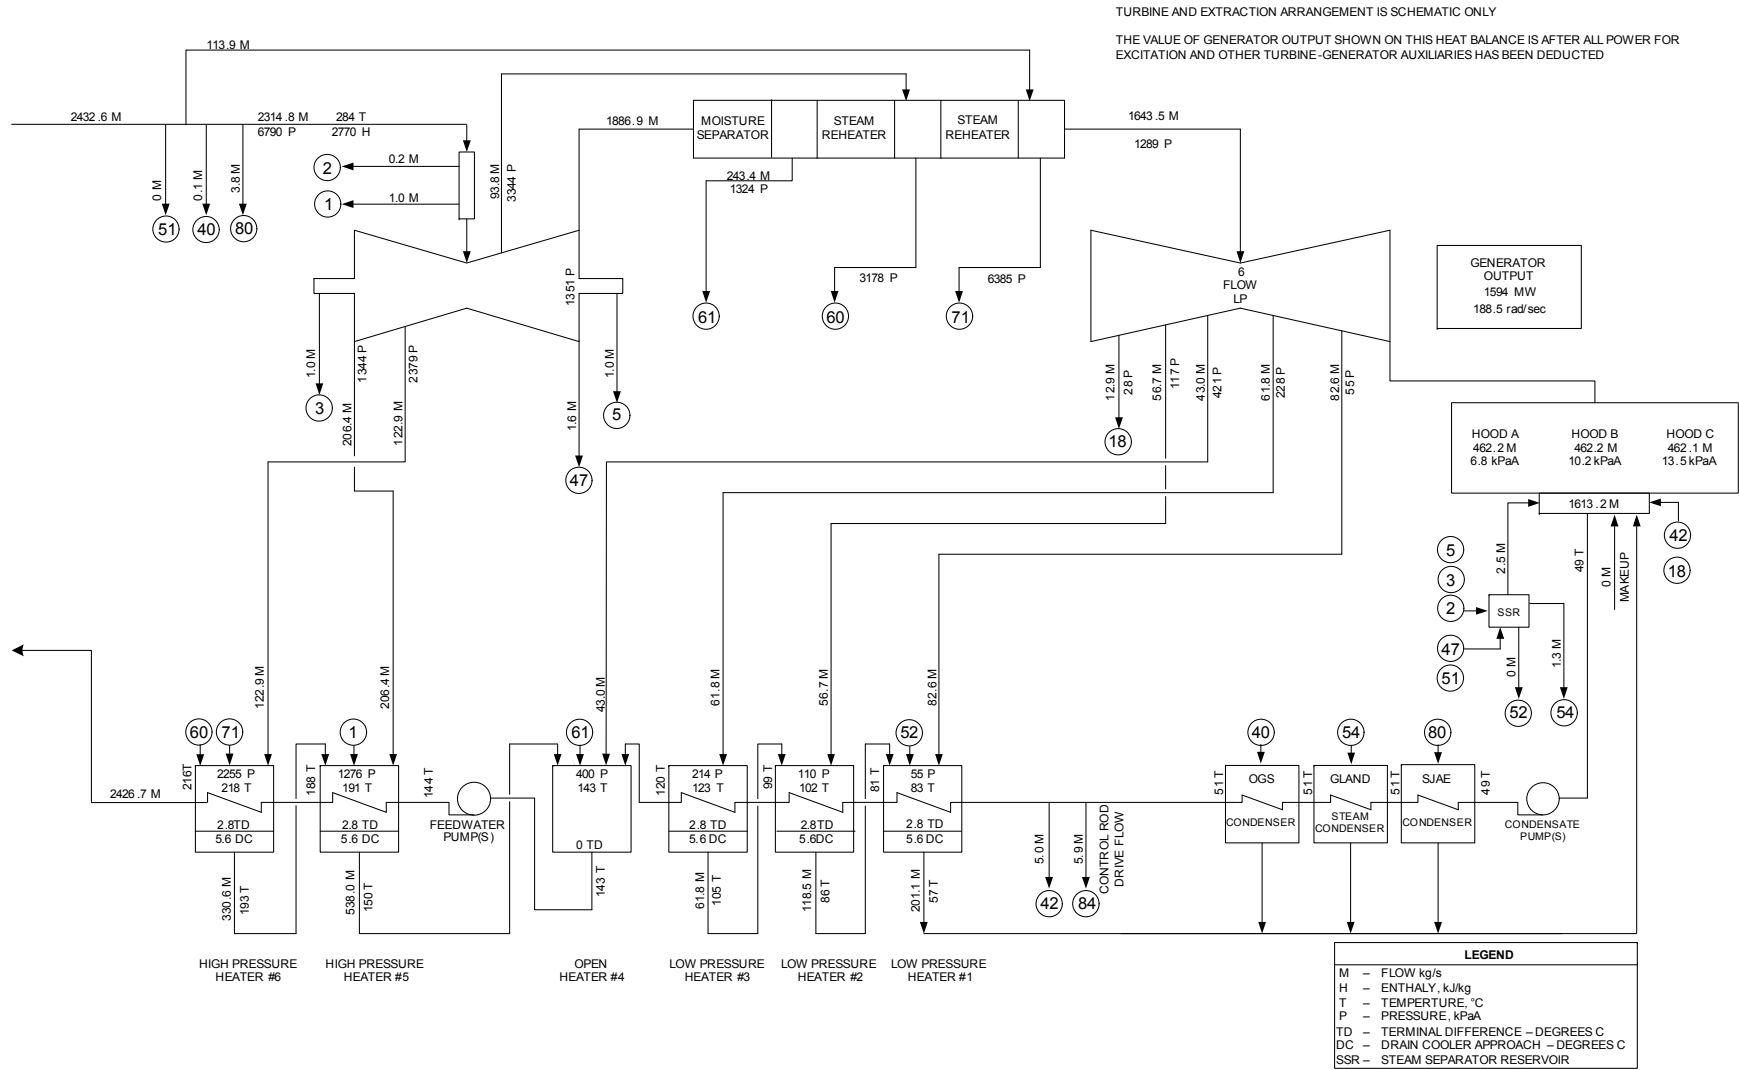 TURBINE AND EXTRACTION ARRANGEMENT IS SCHEMATIC ONLY
THE VALUE OF GENERATOR OUTPUT SHOWN ON THIS HEAT BALANCE IS AFTER ALL POWER FOR
EXCITATION AND OTHER TURBINE-GENERATOR AUXILIARIES HAS BEEN DEDUCTED
113.9 M
2432.6 M
2314.8 M
284 T
6790 P
2770 H
0 M
0.1 M
3.8 M
51
40
80
2
0.2 M
1
1.0 M
93.8 M
3344 P
1886.9 M
MOISTURE
SEPARATOR
STEAM
REHEATER
STEAM
REHEATER
1643.5 M
1289 P
243.4 M
1324 P
3178 P
6385 P
61
60
71
1351 P
6
FLOW
LP
GENERATOR
OUTPUT
1594 MW
188.5 rad/sec
1.0 M
3
1344 P
206.4 M
2379 P
122.9 M
1.0 M
5
1.6 M
47
12.9 M
28 P
18
56.7 M
117 P
43.0 M
421 P
61.8 M
228 P
82.6 M
55 P
HOOD A
462.2 M
6.8 kPaA
HOOD B
462.2 M
10.2 kPaA
HOOD C
462.1 M
13.5 kPaA
1613.2 M
42
18
2.5 M
49 T
0 M
MAKEUP
5
3
2
47
51
SSR
0 M
1.3 M
52
54
122.9 M
206.4 M
43.0 M
61.8 M
56.7 M
82.6 M
60
71
1
61
52
40
54
80
2426.7 M
216T
2255 P
218 T
2.8TD
5.6 DC
188 T
1276 P
191 T
2.8 TD
5.6 DC
144 T
FEEDWATER
PUMP(S)
400 P
143 T
0 TD
120 T
214 P
123 T
2.8 TD
5.6 DC
99 T
110 P
102 T
2.8TD
5.6DC
81 T
55 P
83 T
2.8 TD
5.6 DC
51 T
OGS
CONDENSER
51 T
GLAND
STEAM
CONDENSER
51 T
SJAE
CONDENSER
49 T
CONDENSATE
PUMP(S)
330.6 M
193 T
538.0 M
150 T
143 T
61.8 M
105 T
118.5 M
86 T
201.1 M
57 T
5.0 M
42
5.9 M
84
CONTROL ROD
DRIVE FLOW
HIGH PRESSURE
HEATER #6
HIGH PRESSURE
HEATER #5
OPEN
HEATER #4
LOW PRESSURE
HEATER #3
LOW PRESSURE
HEATER #2
LOW PRESSURE
HEATER #1
LEGEND
M – FLOW kg/s
H – ENTHALY, kJ/kg
T – TEMPERTURE, °C
P – PRESSURE, kPaA
TD – TERMINAL DIFFERENCE – DEGREES C
DC – DRAIN COOLER APPROACH – DEGREES C
SSR – STEAM SEPARATOR RESERVOIR